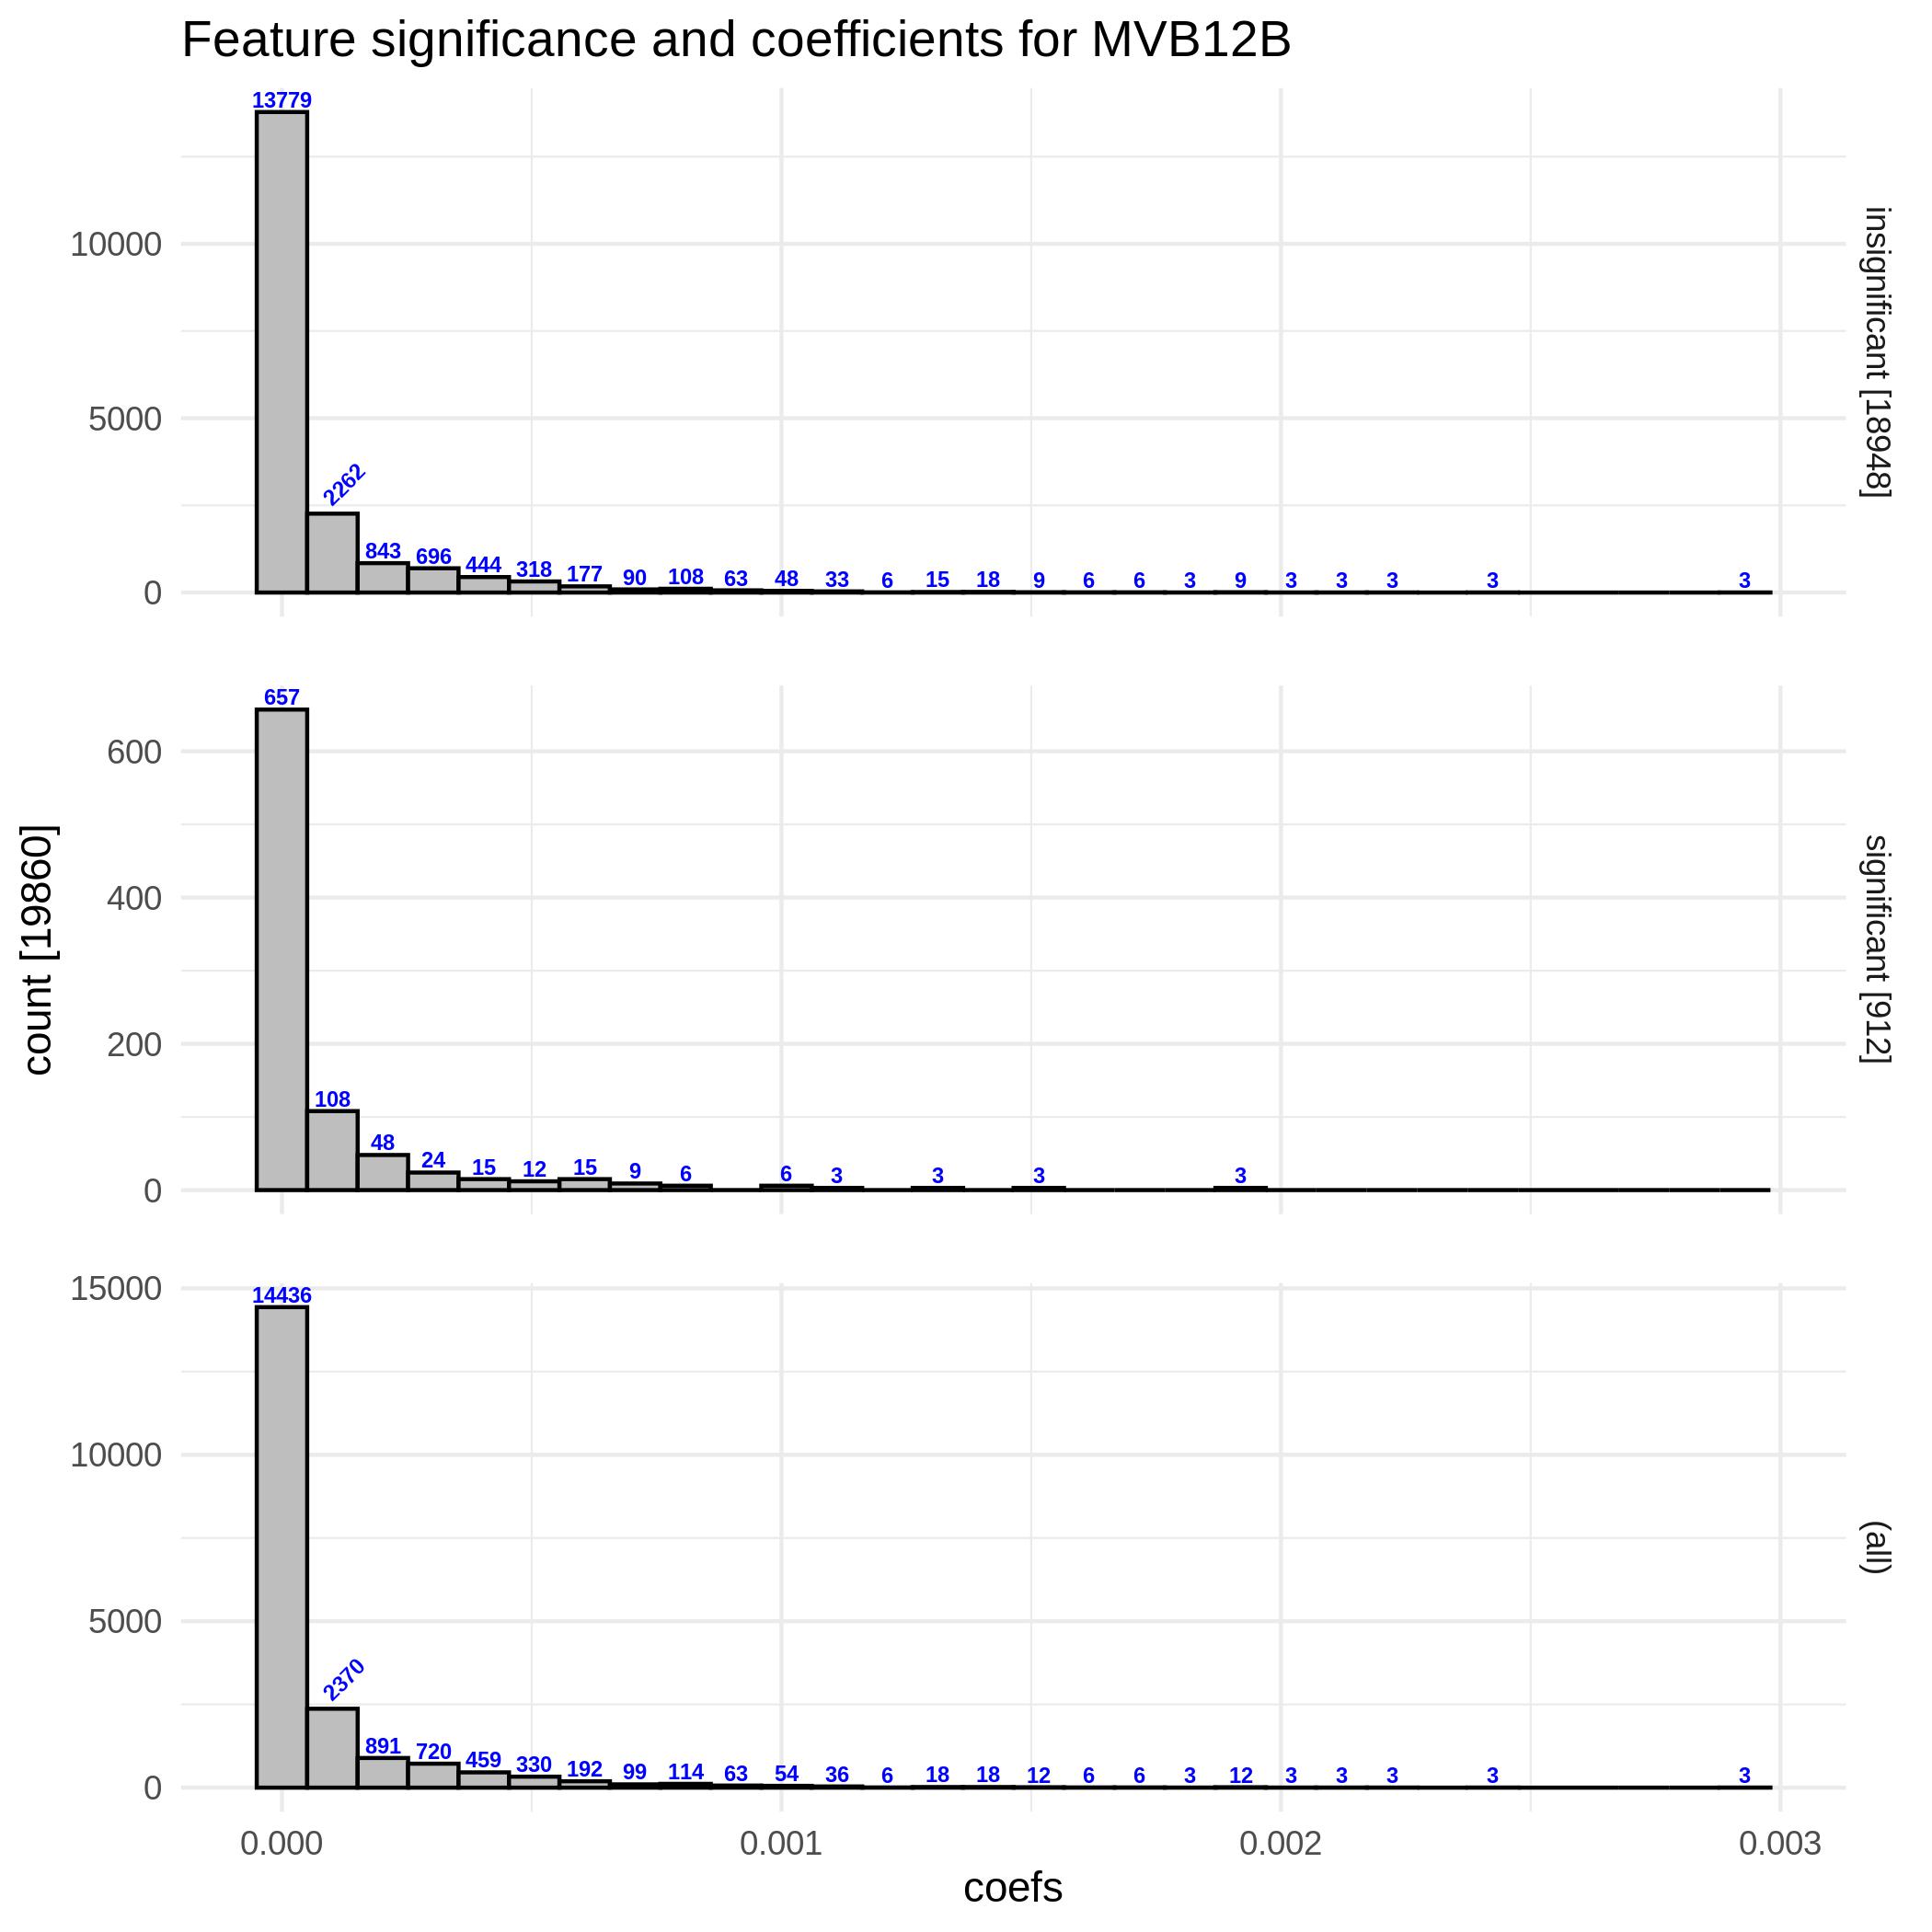 Feature significance and coefficients for MVB12B
13779
10000
5000
0
2262
843 696 444 318 177 90 108 63 48 33 6 15 18 9 6 6 3 9 3 3 3 3 3
insignificant [18948]
count [19860]
657
600
400
200
0
108
48 24 15 12 15 9 6 6 3 3 3 3
significant [912]
15000
14436
10000
5000
0
2370
891 720 459 330 192 99 114 63 54 36 6 18 18 12 6 6 3 12 3 3 3 3 3
(all)
0.000 0.001 0.002 0.003
coefs